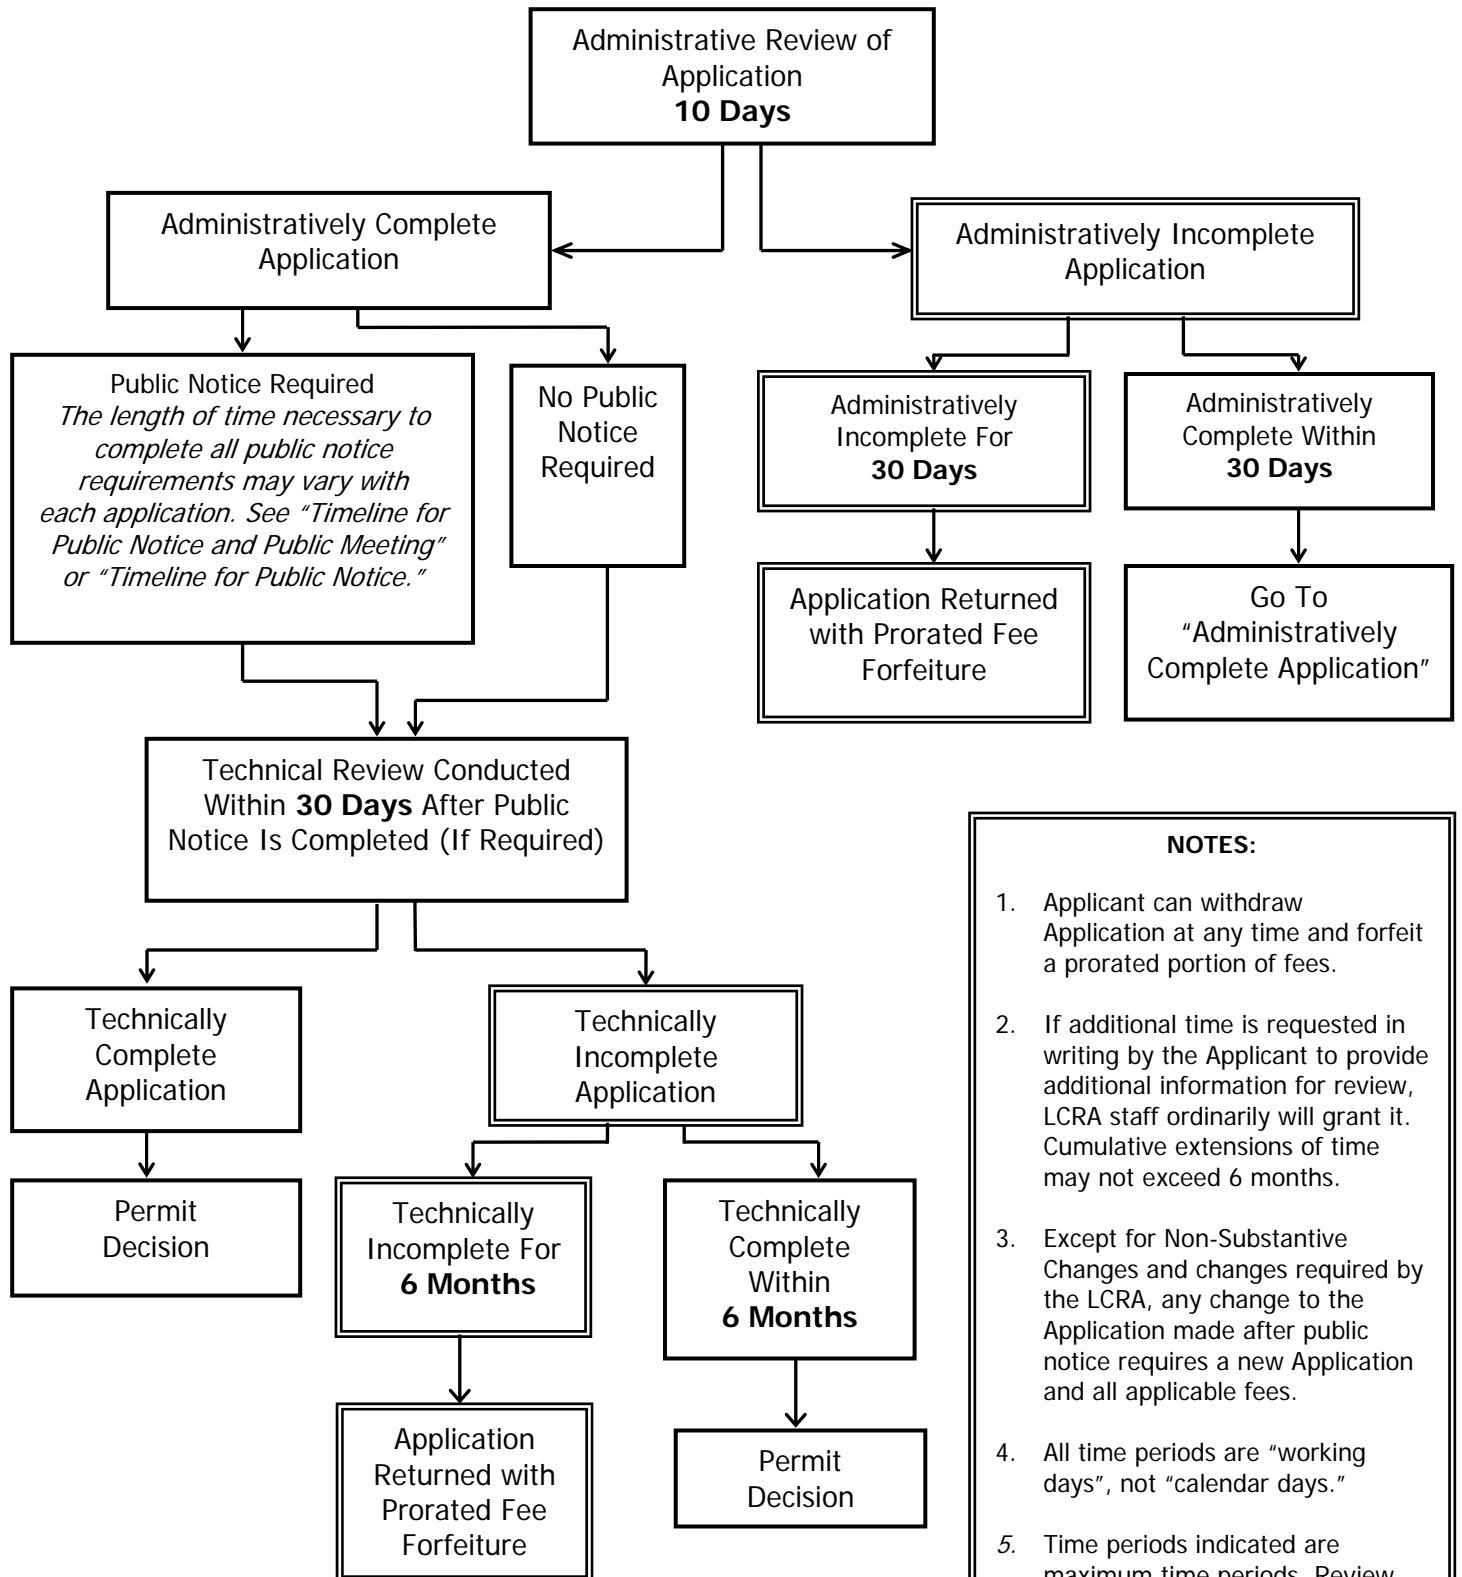 Administrative Review of
Application
10 Days
Administratively Complete
Application
Administratively Incomplete
Application
Public Notice Required
The length of time necessary to
complete all public notice
requirements may vary with
each application. See “Timeline for
Public Notice and Public Meeting”
or “Timeline for Public Notice.”
No Public
Notice
Required
Administratively
Incomplete For
30 Days
Administratively
Complete Within
30 Days
Application Returned
with Prorated Fee
Forfeiture
Go To
“Administratively
Complete Application”
Technical Review Conducted
Within 30 Days After Public
Notice Is Completed (If Required)
Technically
Complete
Application
Technically
Incomplete
Application
Permit
Decision
Technically
Incomplete For
6 Months
Technically
Complete
Within
6 Months
Application
Returned with
Prorated Fee
Forfeiture
Permit
Decision
NOTES:
1. Applicant can withdraw
Application at any time and forfeit
a prorated portion of fees.
2. If additional time is requested in
writing by the Applicant to provide
additional information for review,
LCRA staff ordinarily will grant it.
Cumulative extensions of time
may not exceed 6 months.
3. Except for Non-Substantive
Changes and changes required by
the LCRA, any change to the
Application made after public
notice requires a new Application
and all applicable fees.
4. All time periods are “working
days”, not “calendar days.”
5. Time periods indicated are
maximum time periods. Review